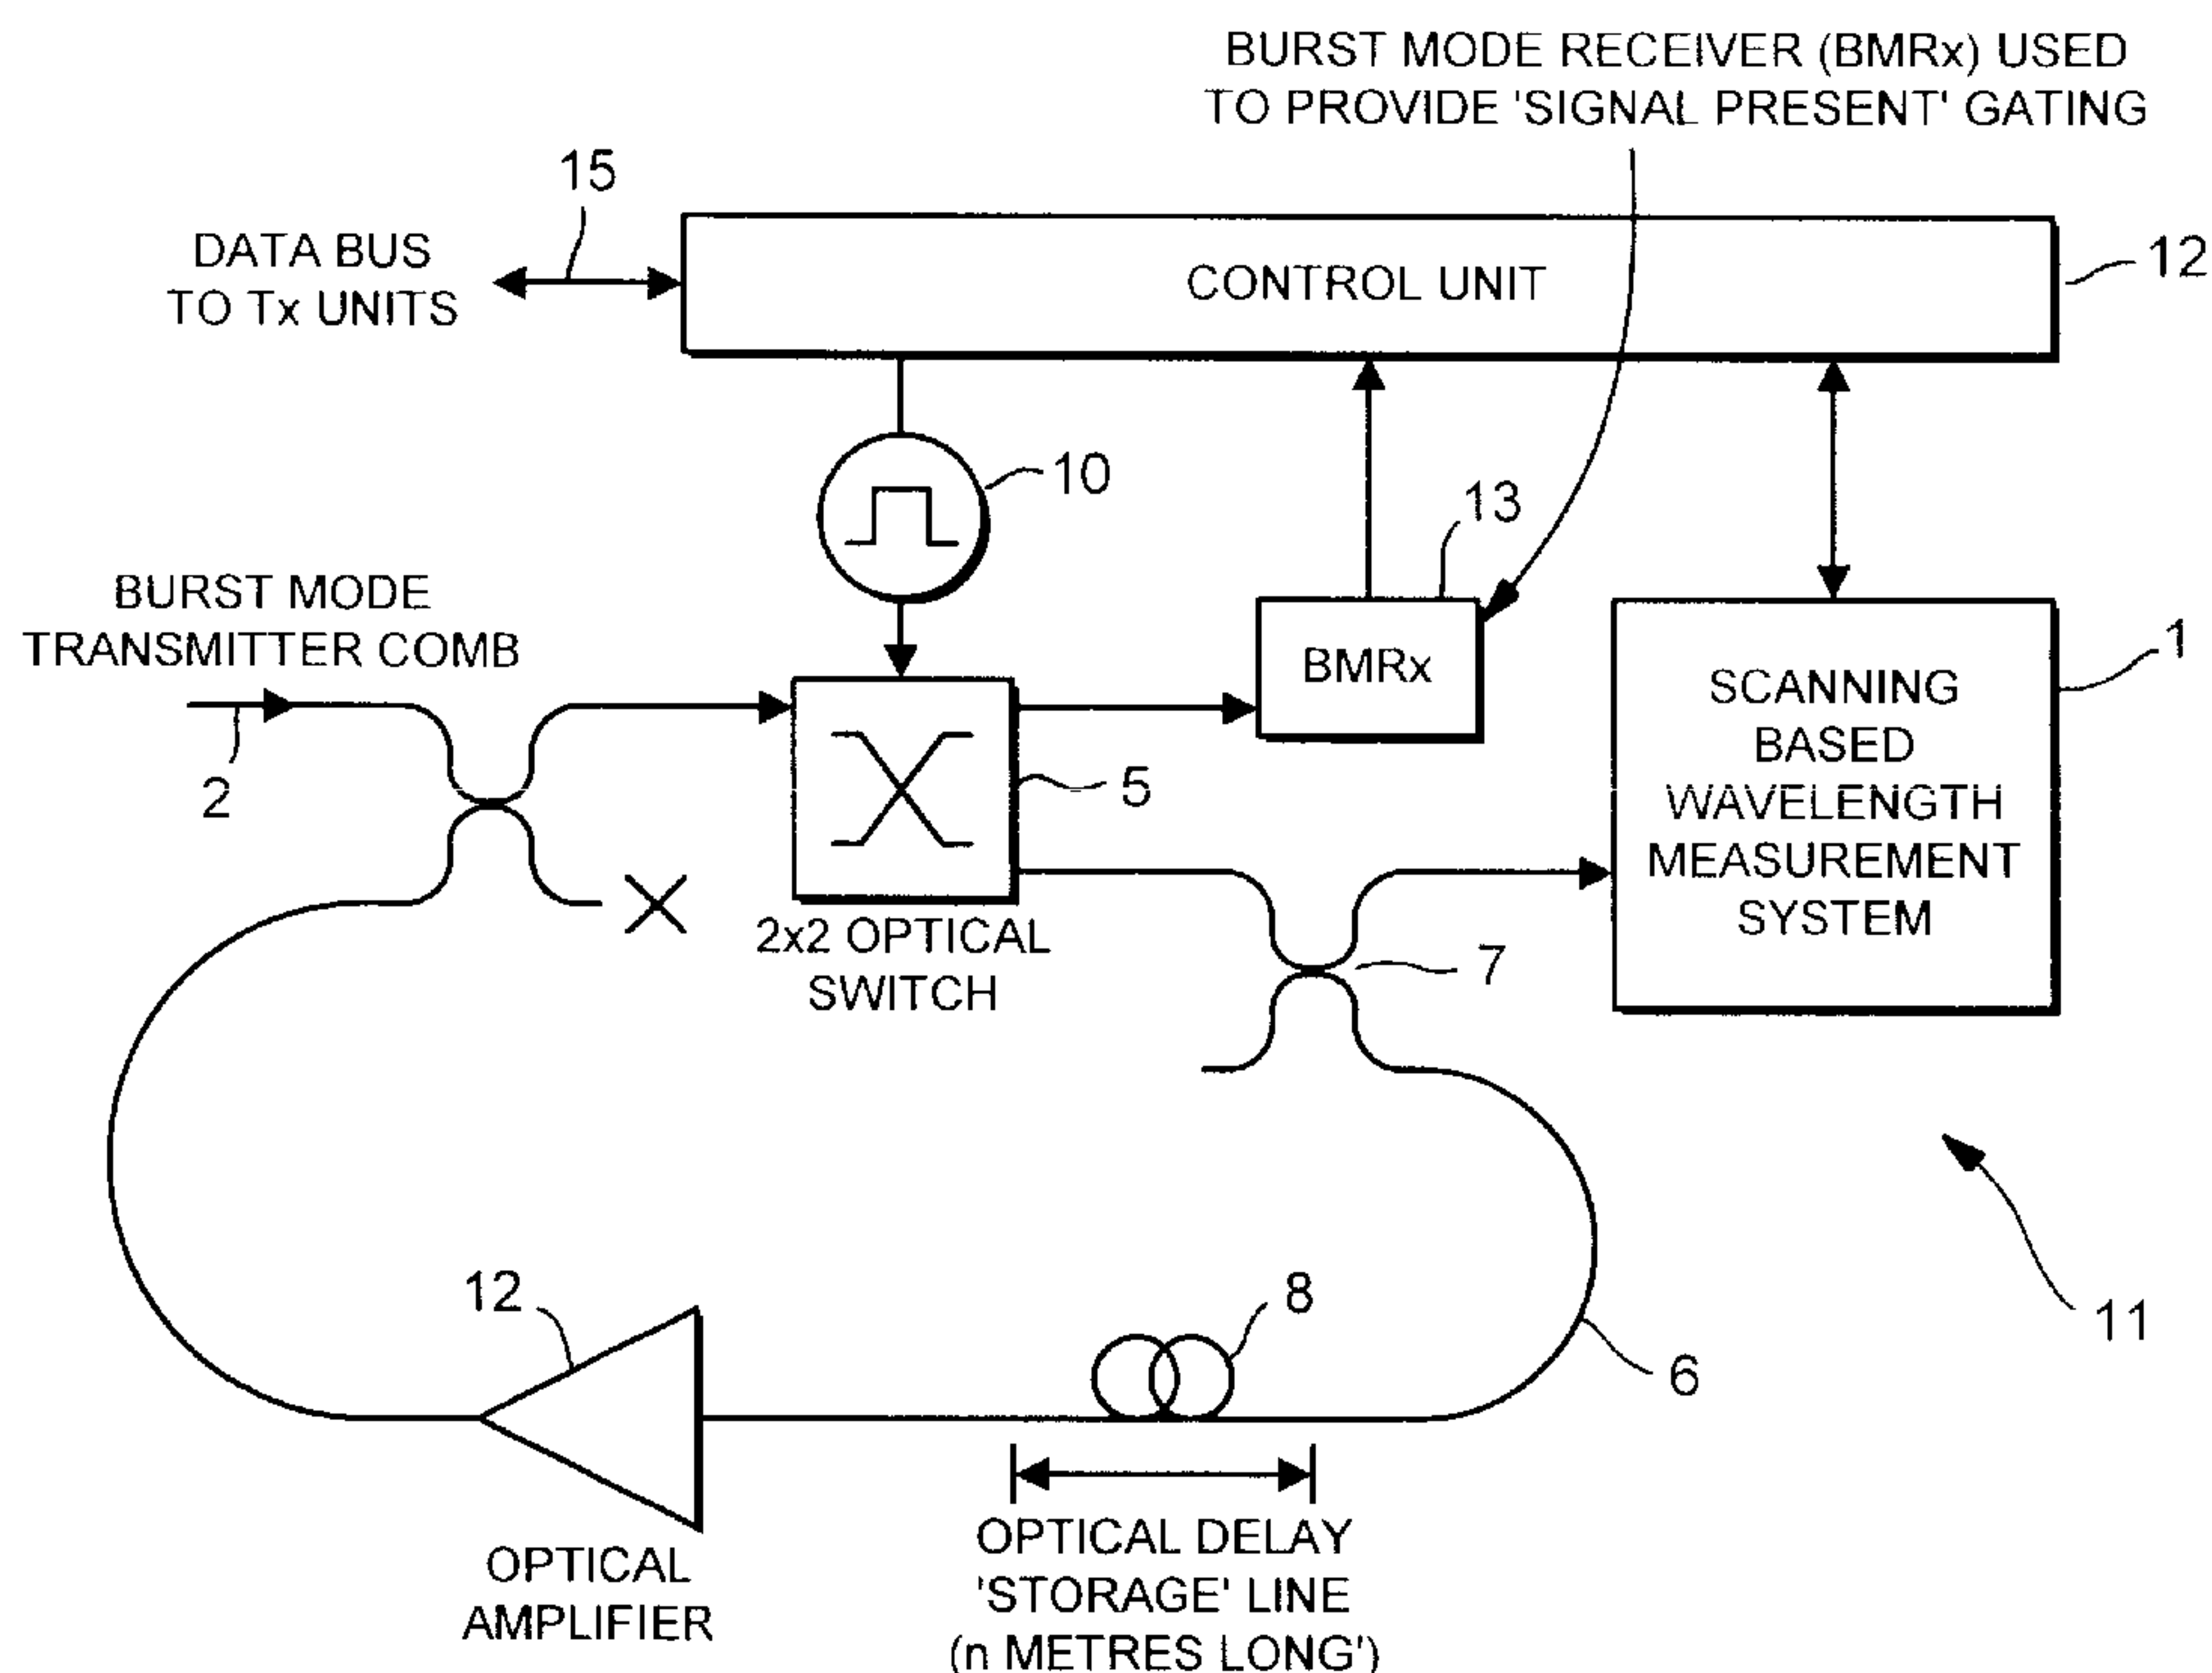 BURST MODE RECEIVER (BMRx) USED
TO PROVIDE 'SIGNAL PRESENT' GATING
15
DATA BUS
TO Tx UNITS
CONTROL UNIT
12
10
13
BURST MODE
TRANSMITTER COMB
2
BMRx
5
2x2 OPTICAL
SWITCH
1
SCANNING
BASED
WAVELENGTH
MEASUREMENT
SYSTEM
7
11
12
8
6
OPTICAL
AMPLIFIER
OPTICAL DELAY
'STORAGE' LINE
(n METRES LONG')